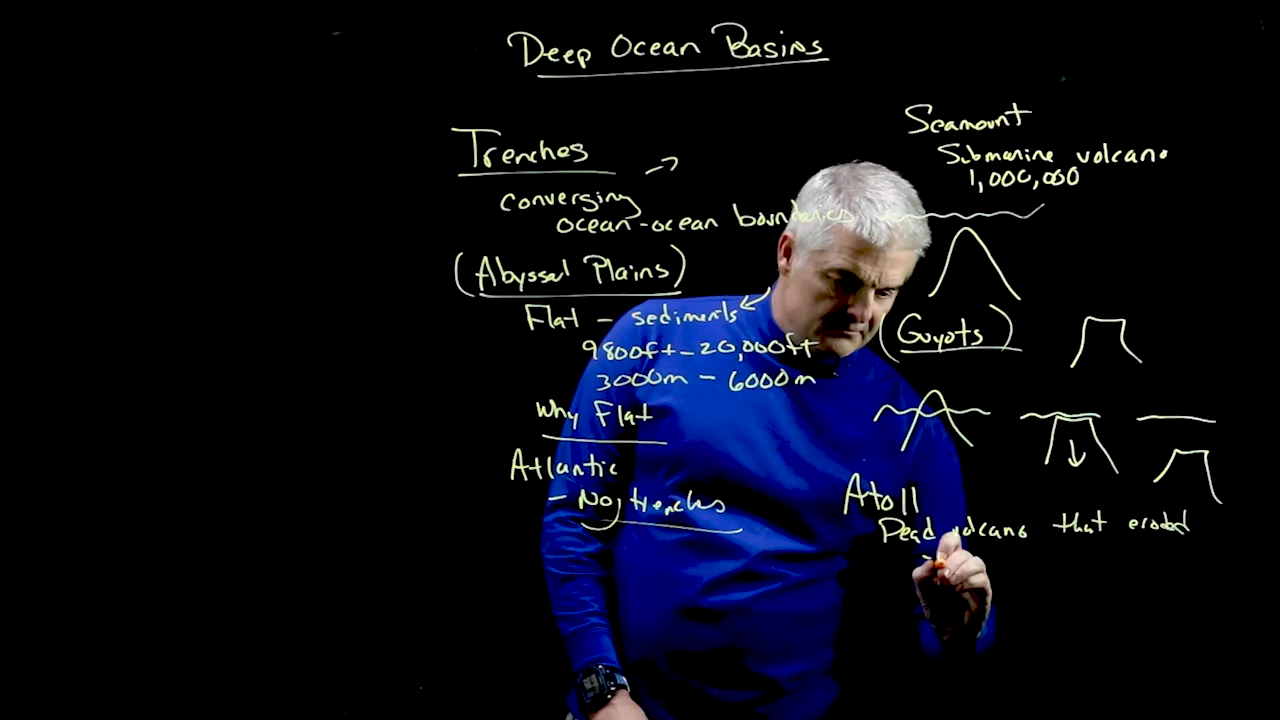 Deep Ocean Basins
Trenches
converging
ocean-ocean boundaries
(Abyssal Plains)
Flat - sediments
9800ft - 20,000ft
3000m - 6000m
Why Flat
Atlantic
- No trenches
Seamount
Submarine volcano
1,000,000
(Guyots)
Atoll
Dead volcano that eroded